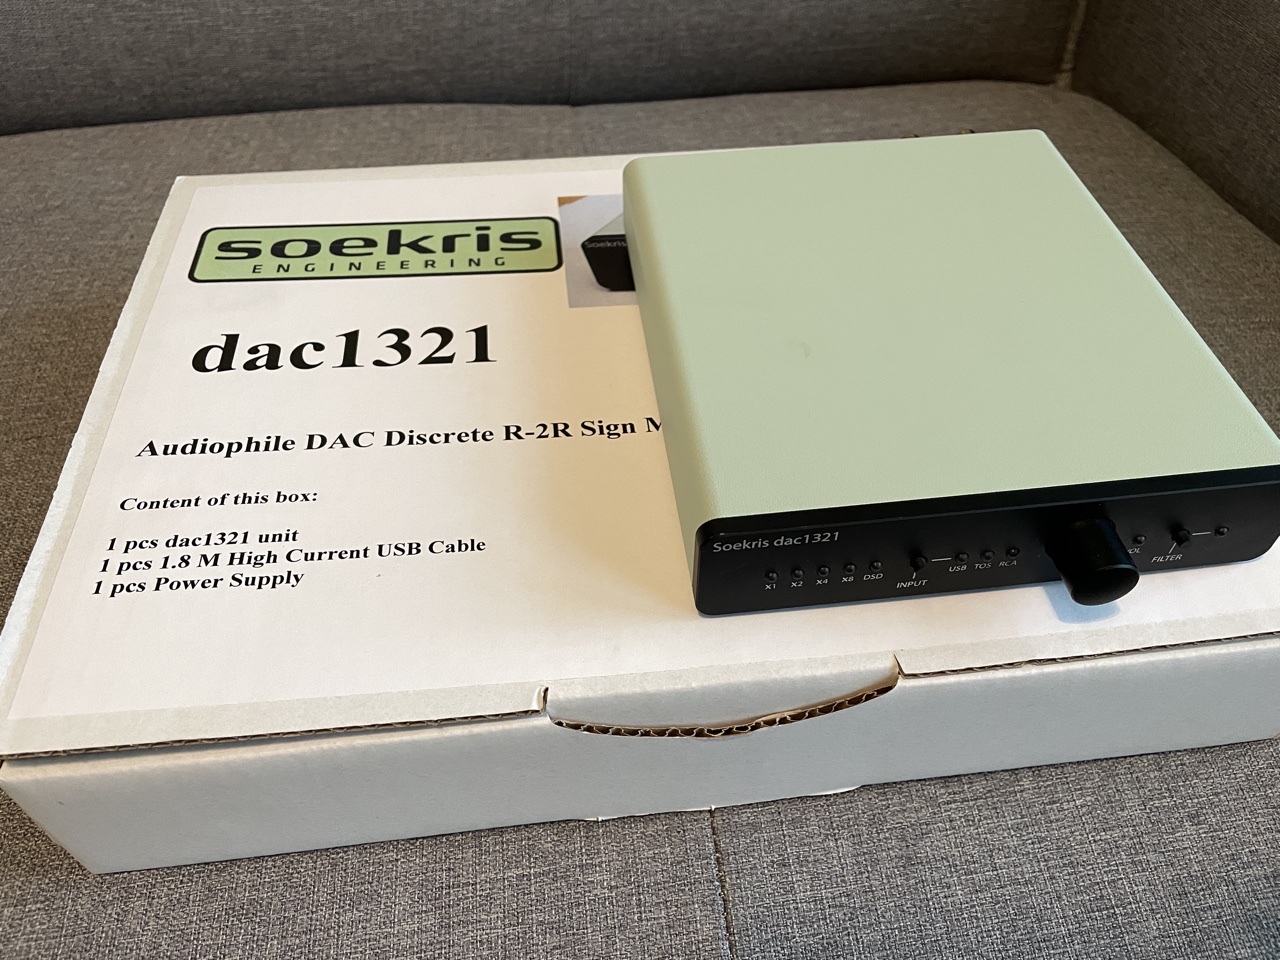 soekris
ENGINEERING
Soekris
dac1321
Audiophile DAC Discrete R-2R Sign M
Content of this box:
1 pcs dac1321 unit
1 pcs 1.8 M High Current USB Cable
1 pcs Power Supply
Soekris dac1321
X1 X2 X4 X8 DSD INPUT USB TOS RCA VOL FILTER